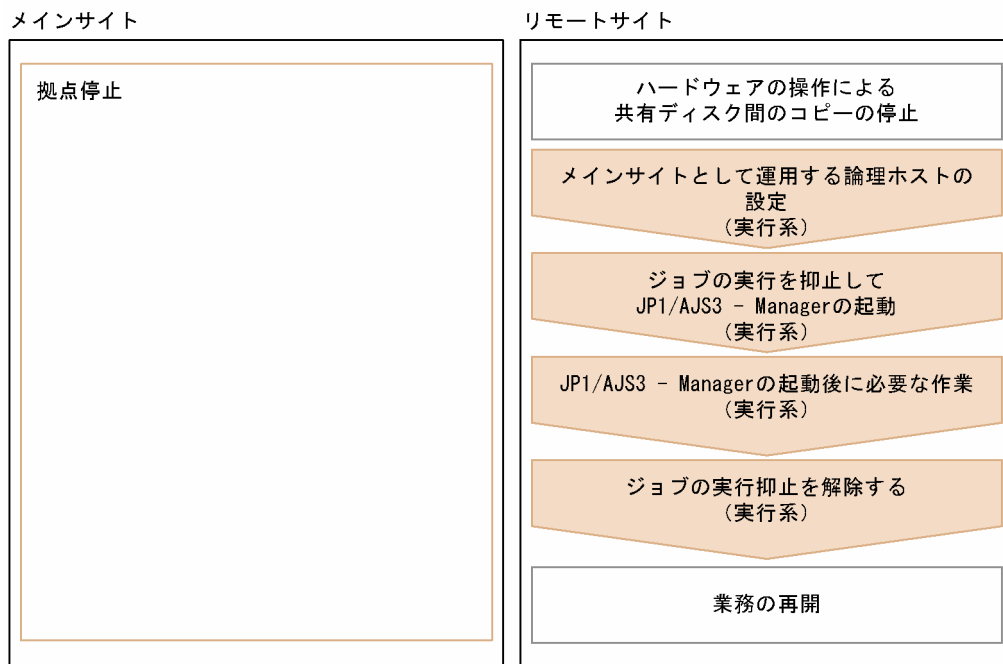 メインサイト
拠点停止
リモートサイト
ハードウェアの操作による
共有ディスク間のコピーの停止
メインサイトとして運用する論理ホストの
設定
(実行系)
ジョブの実行を抑止して
JP1/AJS3 - Managerの起動
(実行系)
JP1/AJS3 - Managerの起動後に必要な作業
(実行系)
ジョブの実行抑止を解除する
(実行系)
業務の再開